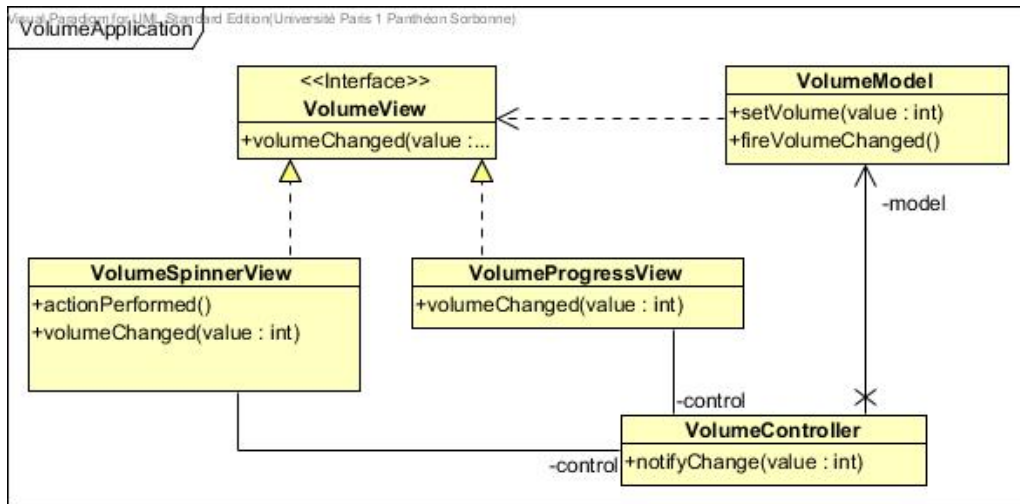 Visual Paradigm for UML Standard Edition(Université Paris 1 Panthéon Sorbonne)
VolumeApplication
<<Interface>>
VolumeView
+volumeChanged(value :...
VolumeModel
+setVolume(value : int)
+fireVolumeChanged()
-model
VolumeSpinnerView
+actionPerformed()
+volumeChanged(value : int)
VolumeProgressView
+volumeChanged(value : int)
-control
VolumeController
-control
+notifyChange(value : int)